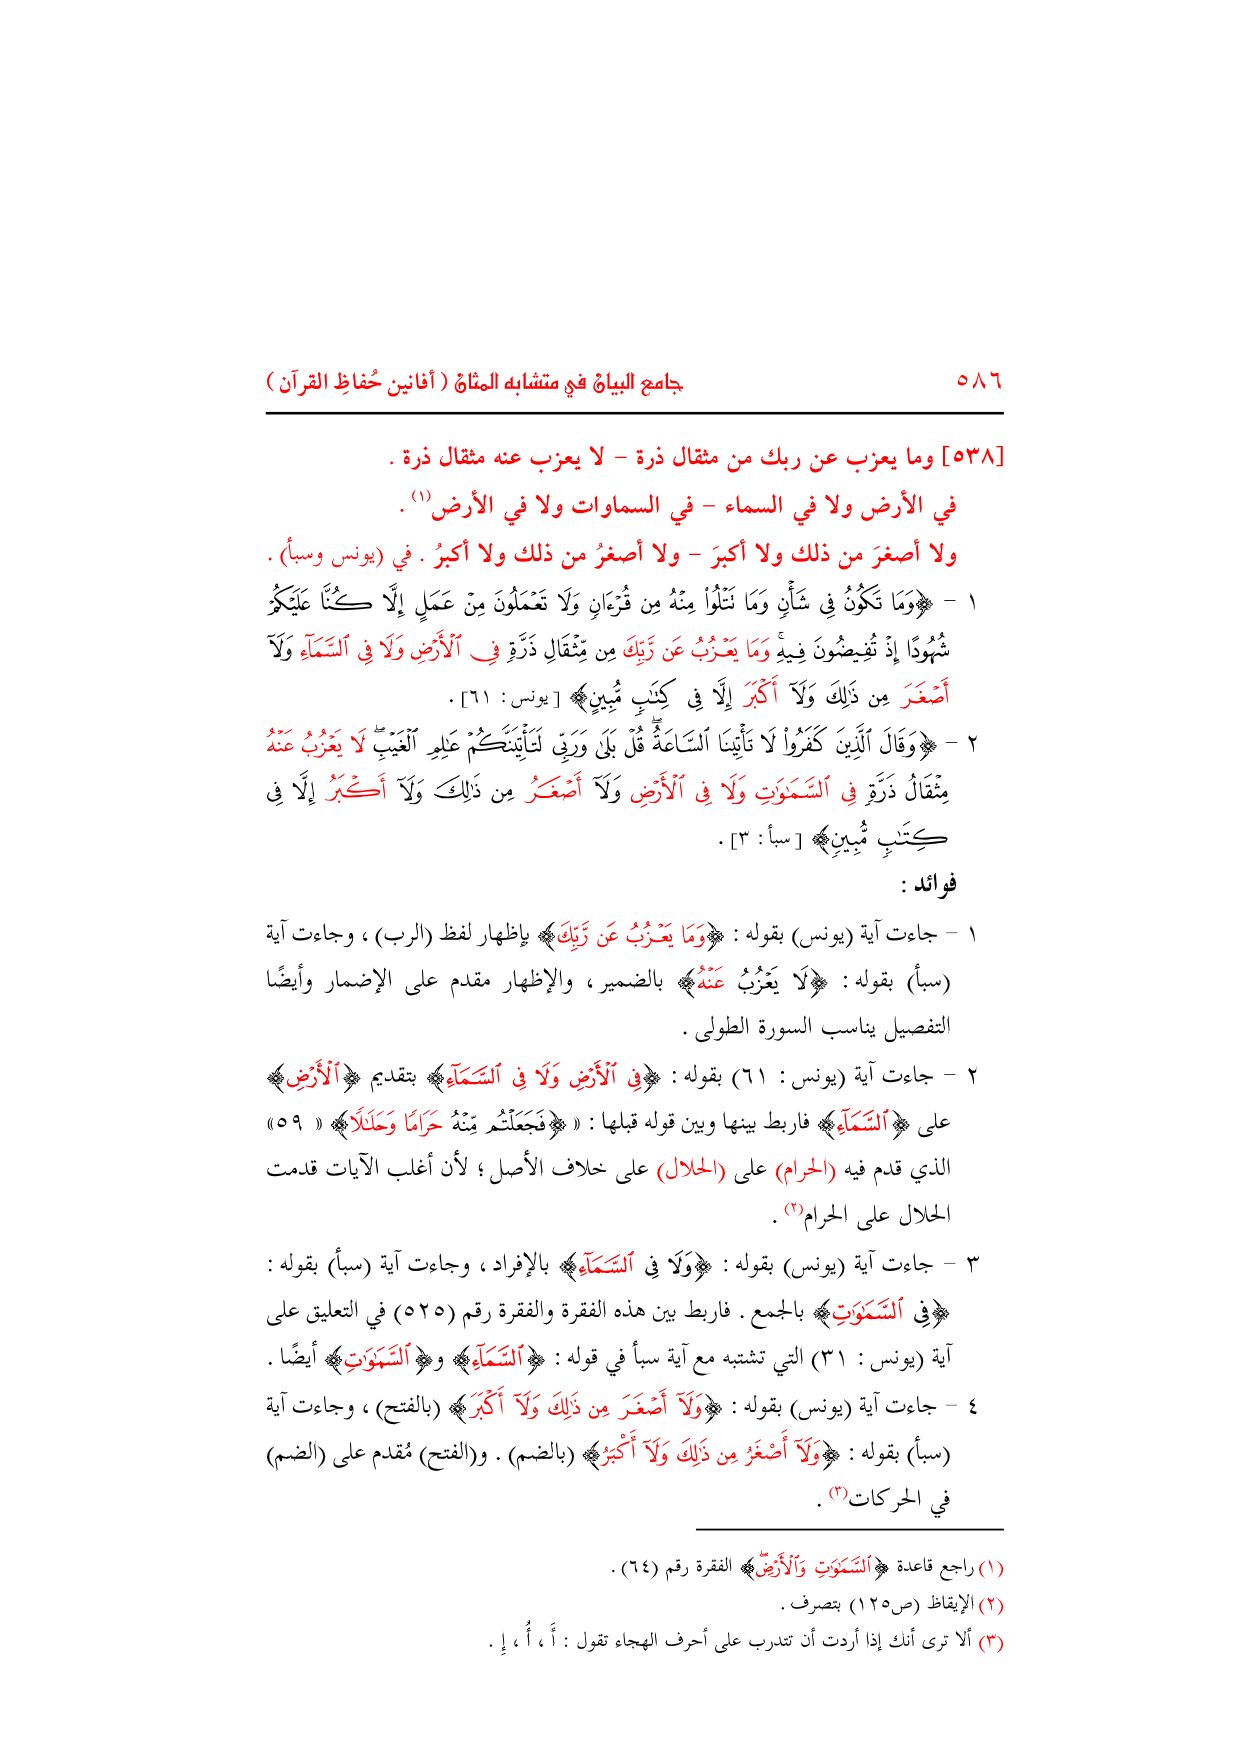 ٥٨٦ جامع البيان في متشابه المثاني ( أفانين حُفاظِ القرآن )
[٥٣٨] وما يعزب عن ربك من مثقال ذرة – لا يعزب عنه مثقال ذرة .
في الأرض ولا في السماء – في السماوات ولا في الأرض(١) .
ولا أصغرَ من ذلك ولا أكبرَ – ولا أصغرُ من ذلك ولا أكبرُ . في (يونس وسبأ) .
١ – ﴿وَمَا تَكُونُ فِي شَأْنٍ وَمَا تَتْلُوا۟ مِنْهُ مِن قُرْءَانٍ وَلَا تَعْمَلُونَ مِنْ عَمَلٍ إِلَّا كُنَّا عَلَيْكُمْ
شُهُودًا إِذْ تُفِيضُونَ فِيهِ ۚ وَمَا يَعْزُبُ عَن رَّبِّكَ مِن مِّثْقَالِ ذَرَّةٍ فِي ٱلْأَرْضِ وَلَا فِي ٱلسَّمَآءِ وَلَآ
أَصْغَرَ مِن ذَٰلِكَ وَلَآ أَكْبَرَ إِلَّا فِي كِتَٰبٍ مُّبِينٍ﴾ [يونس : ٦١] .
٢ – ﴿وَقَالَ ٱلَّذِينَ كَفَرُوا۟ لَا تَأْتِينَا ٱلسَّاعَةُ ۖ قُلْ بَلَىٰ وَرَبِّي لَتَأْتِيَنَّكُمْ عَٰلِمِ ٱلْغَيْبِ ۖ لَا يَعْزُبُ عَنْهُ
مِثْقَالُ ذَرَّةٍ فِي ٱلسَّمَٰوَٰتِ وَلَا فِي ٱلْأَرْضِ وَلَآ أَصْغَرُ مِن ذَٰلِكَ وَلَآ أَكْبَرُ إِلَّا فِي
كِتَٰبٍ مُّبِينٍ﴾ [سبأ : ٣] .
فوائد :
١ – جاءت آية (يونس) بقوله : ﴿وَمَا يَعْزُبُ عَن رَّبِّكَ﴾ بإظهار لفظ (الرب) ، وجاءت آية
(سبأ) بقوله : ﴿لَا يَعْزُبُ عَنْهُ﴾ بالضمير ، والإظهار مقدم على الإضمار وأيضًا
التفصيل يناسب السورة الطولى .
٢ – جاءت آية (يونس : ٦١) بقوله : ﴿فِي ٱلْأَرْضِ وَلَا فِي ٱلسَّمَآءِ﴾ بتقديم ﴿ٱلْأَرْضِ﴾
على ﴿ٱلسَّمَآءِ﴾ فاربط بينها وبين قوله قبلها : « ﴿فَجَعَلْتُم مِّنْهُ حَرَامًا وَحَلَٰلًا﴾ « ٥٩»
الذي قدم فيه (الحرام) على (الحلال) على خلاف الأصل ؛ لأن أغلب الآيات قدمت
الحلال على الحرام(٢) .
٣ – جاءت آية (يونس) بقوله : ﴿وَلَا فِي ٱلسَّمَآءِ﴾ بالإفراد ، وجاءت آية (سبأ) بقوله :
﴿فِي ٱلسَّمَٰوَٰتِ﴾ بالجمع . فاربط بين هذه الفقرة والفقرة رقم (٥٢٥) في التعليق على
آية (يونس : ٣١) التي تشتبه مع آية سبأ في قوله : ﴿ٱلسَّمَآءِ﴾ و﴿ٱلسَّمَٰوَٰتِ﴾ أيضًا .
٤ – جاءت آية (يونس) بقوله : ﴿وَلَآ أَصْغَرَ مِن ذَٰلِكَ وَلَآ أَكْبَرَ﴾ (بالفتح) ، وجاءت آية
(سبأ) بقوله : ﴿وَلَآ أَصْغَرُ مِن ذَٰلِكَ وَلَآ أَكْبَرُ﴾ (بالضم) . و(الفتح) مُقدم على (الضم)
في الحركات(٣) .
(١) راجع قاعدة ﴿ٱلسَّمَٰوَٰتِ وَٱلْأَرْضِ ۖ﴾ الفقرة رقم (٦٤) .
(٢) الإيقاظ (ص١٢٥) بتصرف .
(٣) ألا ترى أنك إذا أردت أن تتدرب على أحرف الهجاء تقول : أَ ، أُ ، إِ .